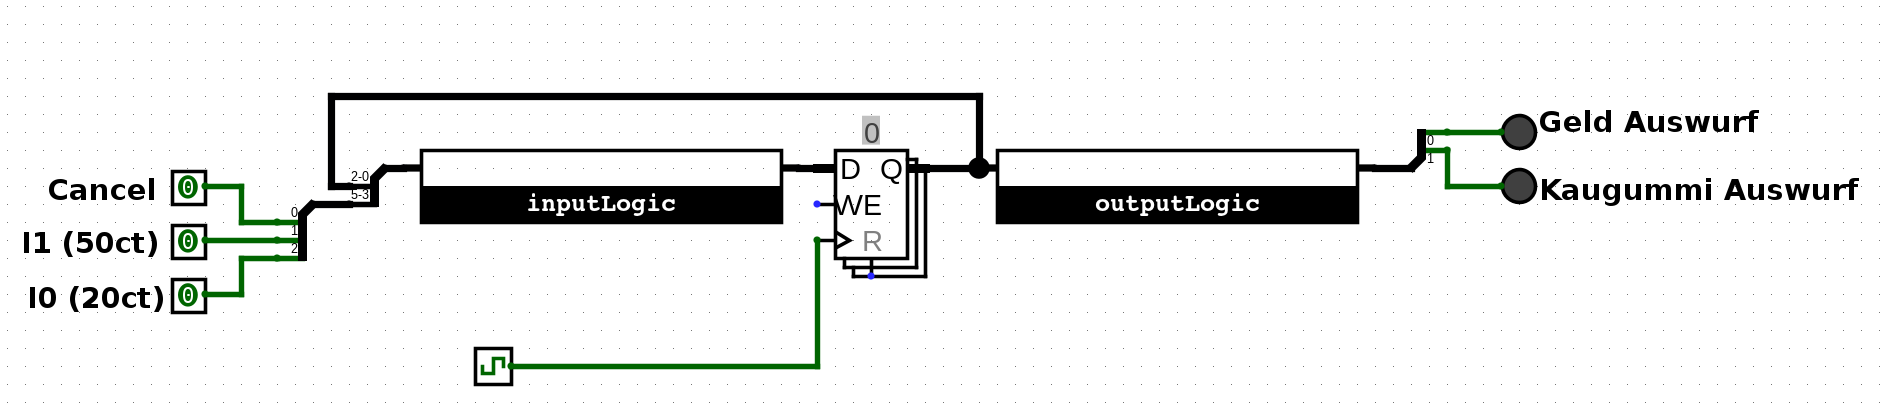 0
Geld Auswurf
0
1
Kaugummi Auswurf
2-0
5-3
Cancel 0
0
1
2
I1 (50ct) 0
I0 (20ct) 0
inputLogic
D Q
WE
R
outputLogic